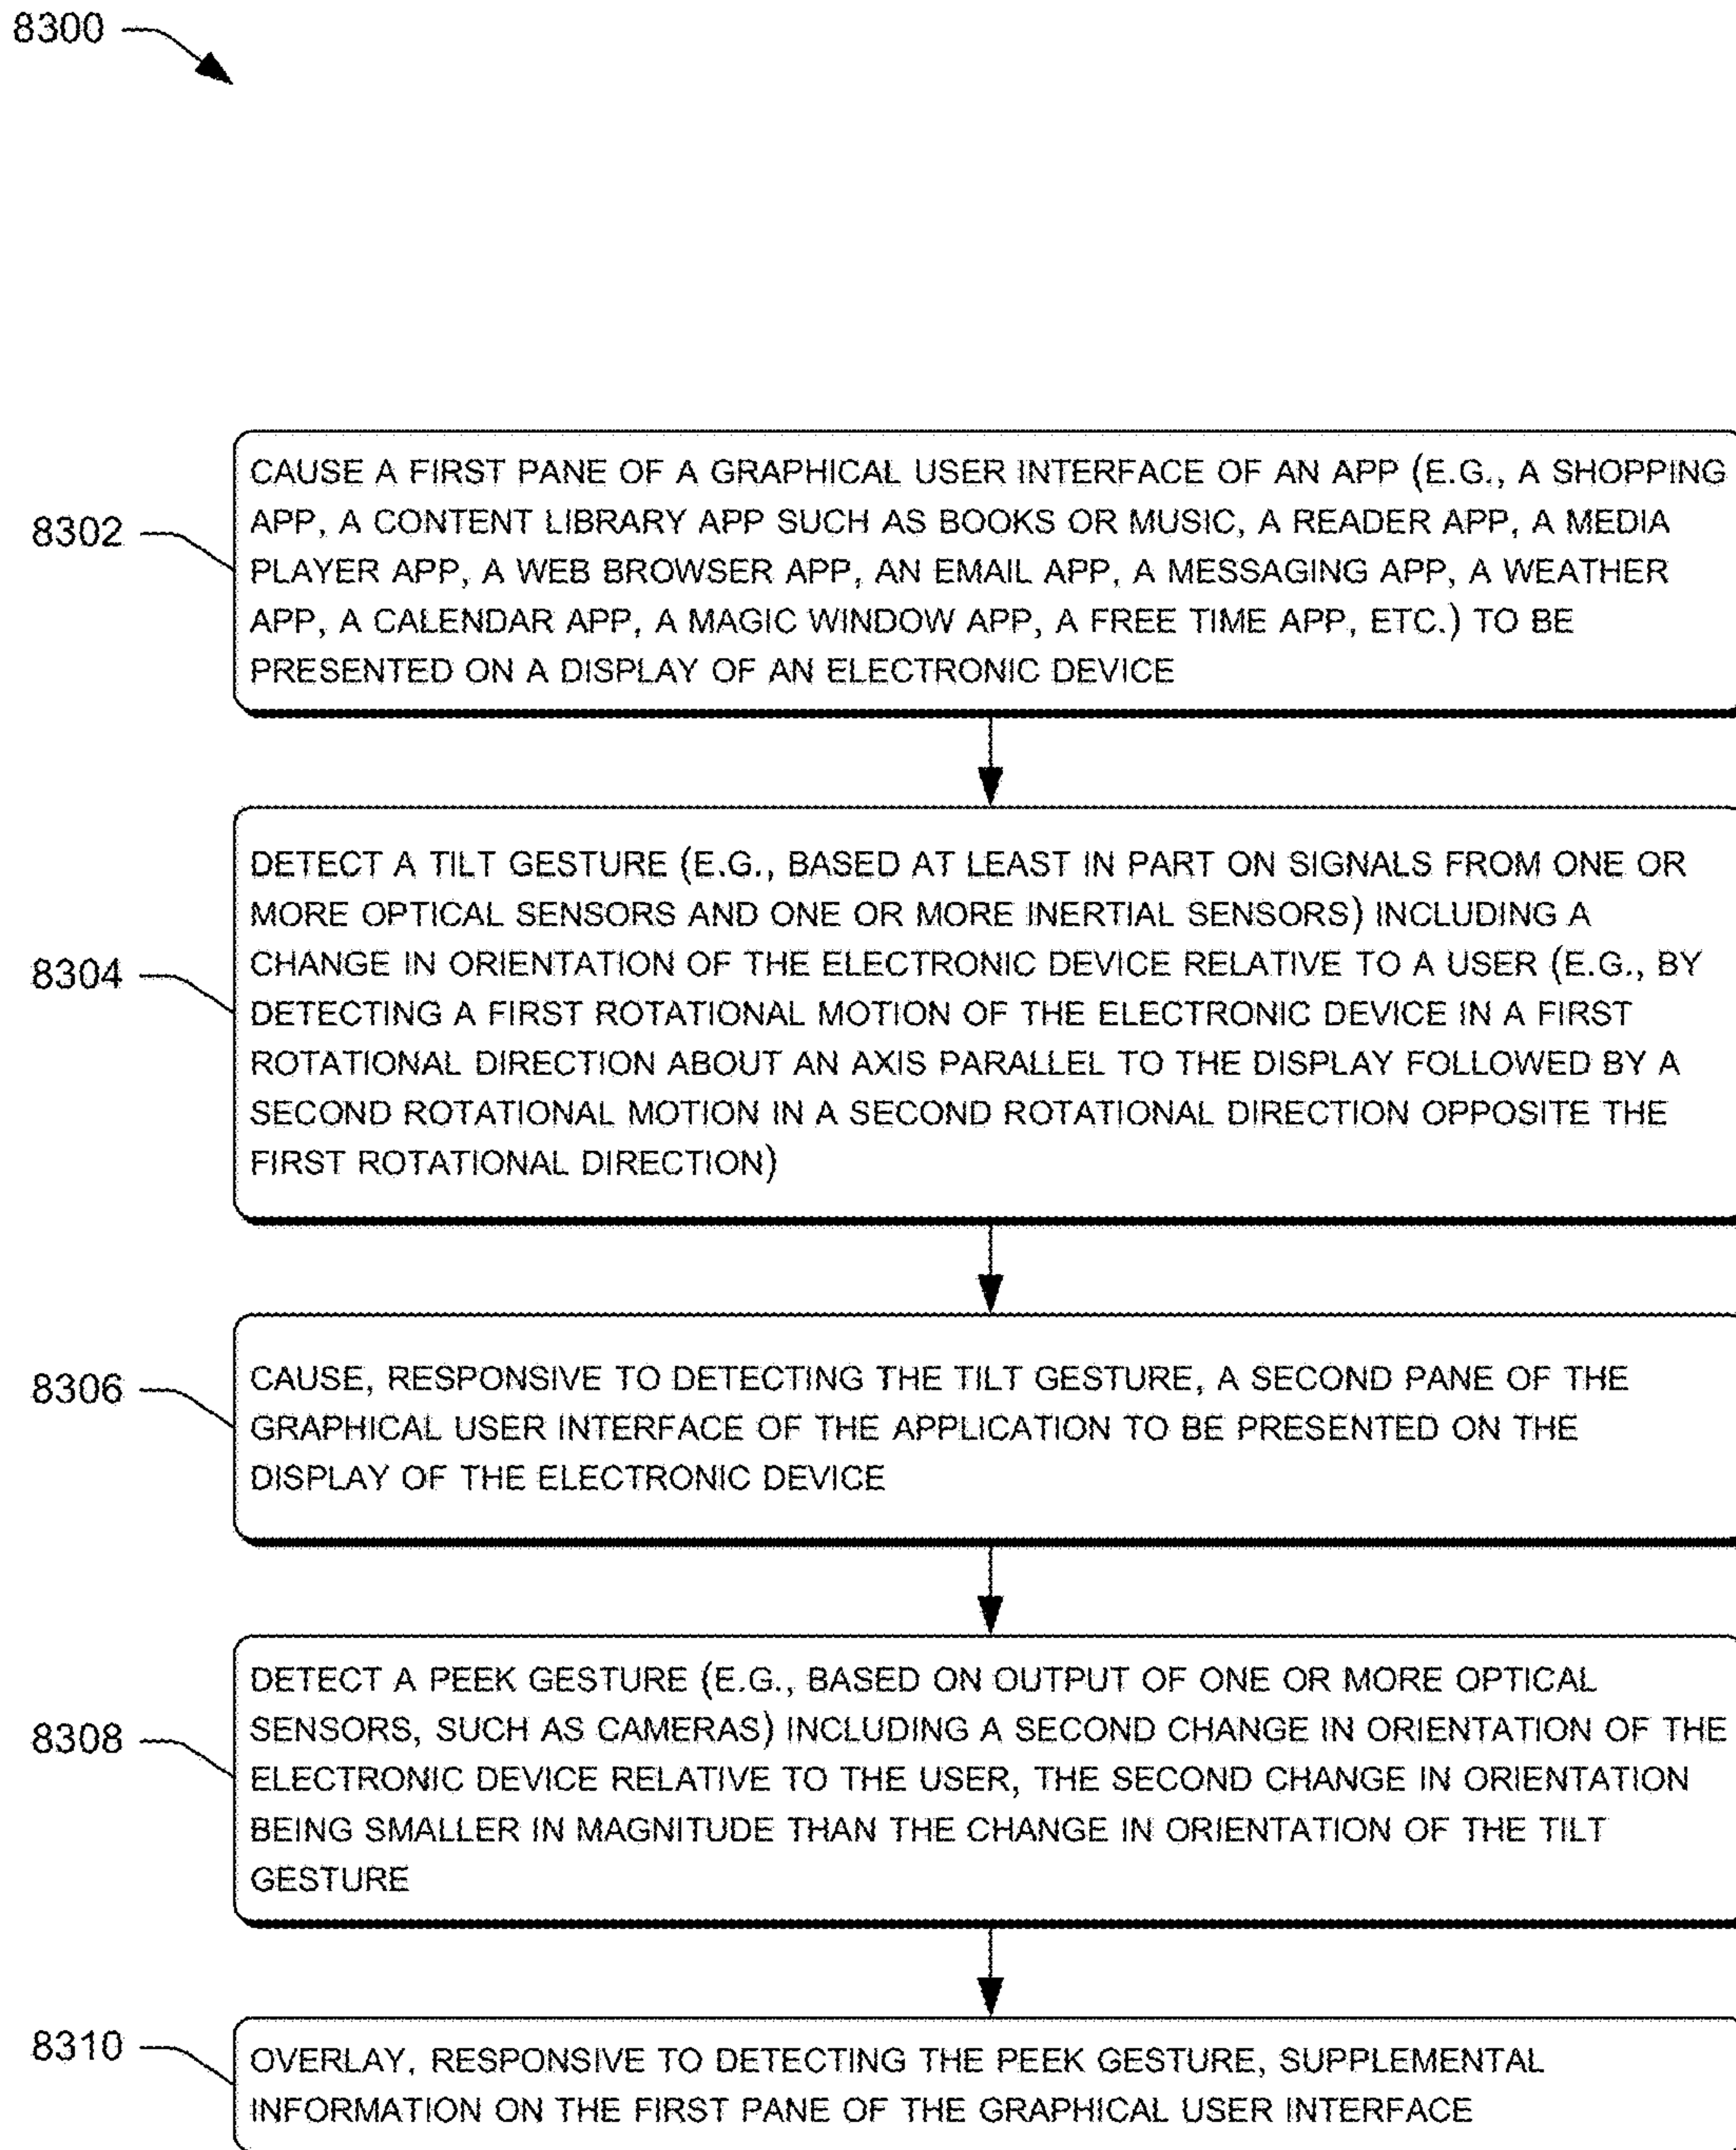 8300
8302
CAUSE A FIRST PANE OF A GRAPHICAL USER INTERFACE OF AN APP (E.G., A SHOPPING
APP, A CONTENT LIBRARY APP SUCH AS BOOKS OR MUSIC, A READER APP, A MEDIA
PLAYER APP, A WEB BROWSER APP, AN EMAIL APP, A MESSAGING APP, A WEATHER
APP, A CALENDAR APP, A MAGIC WINDOW APP, A FREE TIME APP, ETC.) TO BE
PRESENTED ON A DISPLAY OF AN ELECTRONIC DEVICE
8304
DETECT A TILT GESTURE (E.G., BASED AT LEAST IN PART ON SIGNALS FROM ONE OR
MORE OPTICAL SENSORS AND ONE OR MORE INERTIAL SENSORS) INCLUDING A
CHANGE IN ORIENTATION OF THE ELECTRONIC DEVICE RELATIVE TO A USER (E.G., BY
DETECTING A FIRST ROTATIONAL MOTION OF THE ELECTRONIC DEVICE IN A FIRST
ROTATIONAL DIRECTION ABOUT AN AXIS PARALLEL TO THE DISPLAY FOLLOWED BY A
SECOND ROTATIONAL MOTION IN A SECOND ROTATIONAL DIRECTION OPPOSITE THE
FIRST ROTATIONAL DIRECTION)
8306
CAUSE, RESPONSIVE TO DETECTING THE TILT GESTURE, A SECOND PANE OF THE
GRAPHICAL USER INTERFACE OF THE APPLICATION TO BE PRESENTED ON THE
DISPLAY OF THE ELECTRONIC DEVICE
8308
DETECT A PEEK GESTURE (E.G., BASED ON OUTPUT OF ONE OR MORE OPTICAL
SENSORS, SUCH AS CAMERAS) INCLUDING A SECOND CHANGE IN ORIENTATION OF THE
ELECTRONIC DEVICE RELATIVE TO THE USER, THE SECOND CHANGE IN ORIENTATION
BEING SMALLER IN MAGNITUDE THAN THE CHANGE IN ORIENTATION OF THE TILT
GESTURE
8310
OVERLAY, RESPONSIVE TO DETECTING THE PEEK GESTURE, SUPPLEMENTAL
INFORMATION ON THE FIRST PANE OF THE GRAPHICAL USER INTERFACE